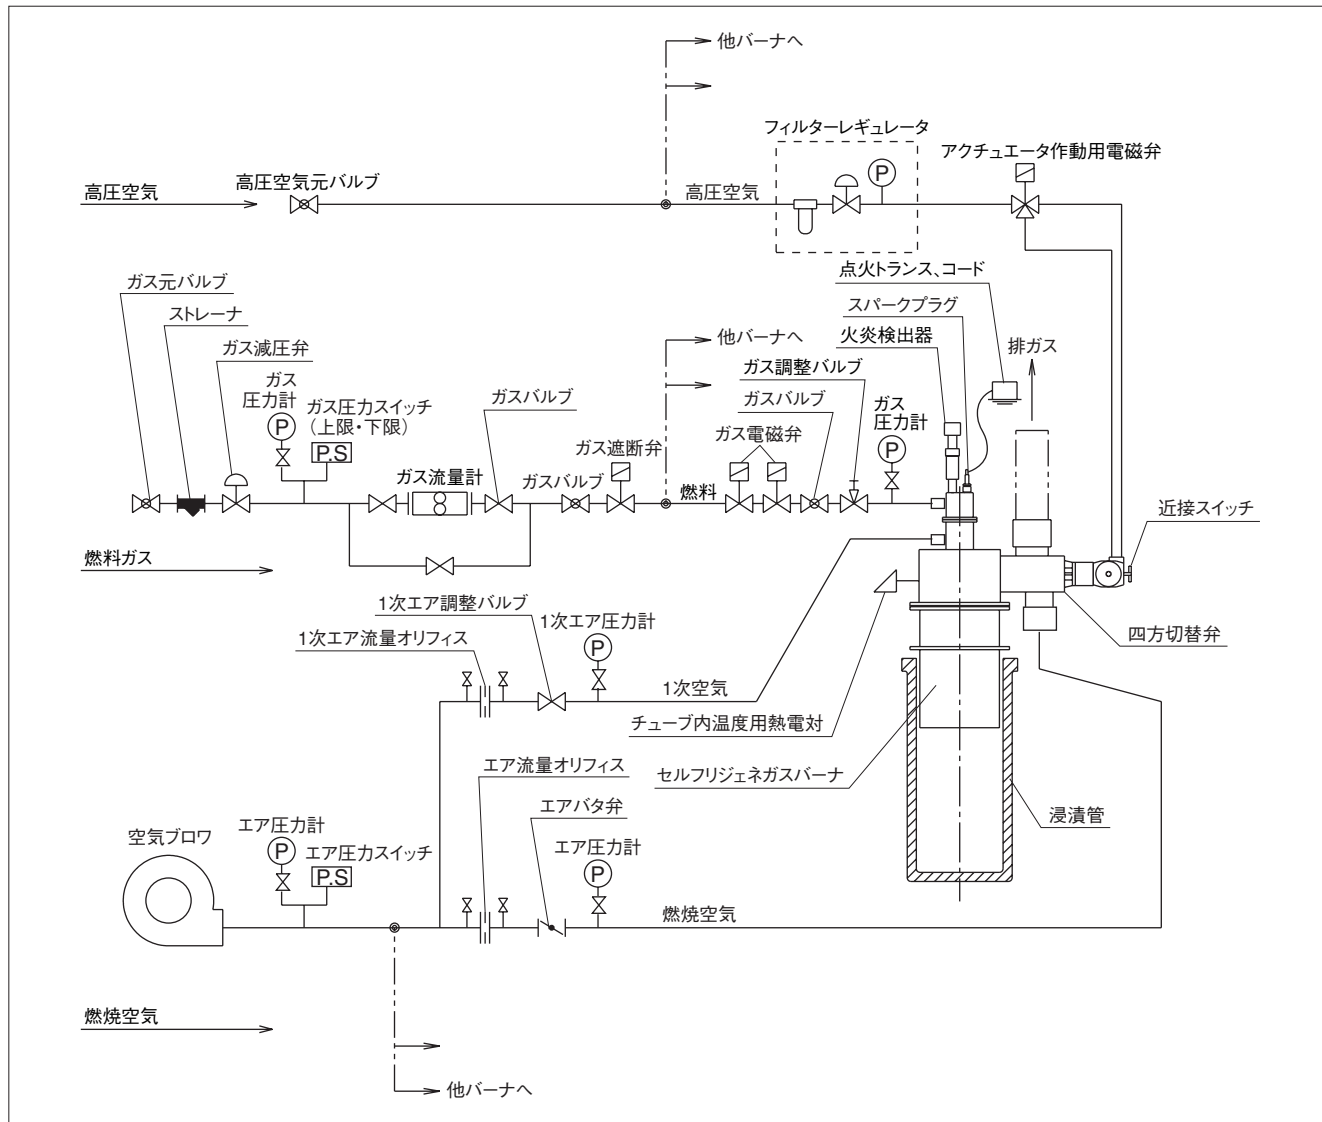 他バーナへ
フィルターレギュレータ
アクチュエータ作動用電磁弁
高圧空気
高圧空気元バルブ
高圧空気
P
点火トランス、コード
スパークプラグ
火炎検出器
排ガス
ガス元バルブ
ストレーナ
ガス減圧弁
ガス
圧力計
P
ガス圧力スイッチ
(上限・下限)
P.S
ガス流量計
ガスバルブ
ガスバルブ
ガス遮断弁
他バーナへ
燃料
ガス電磁弁
ガスバルブ
ガス調整バルブ
ガス
圧力計
P
近接スイッチ
燃料ガス
四方切替弁
1次エア調整バルブ
1次エア流量オリフィス
1次エア圧力計
P
1次空気
チューブ内温度用熱電対
セルフリジェネガスバーナ
浸漬管
エア流量オリフィス
エアバタ弁
エア圧力計
P
空気ブロワ
エア圧力計
P
エア圧力スイッチ
P.S
燃焼空気
燃焼空気
他バーナへ